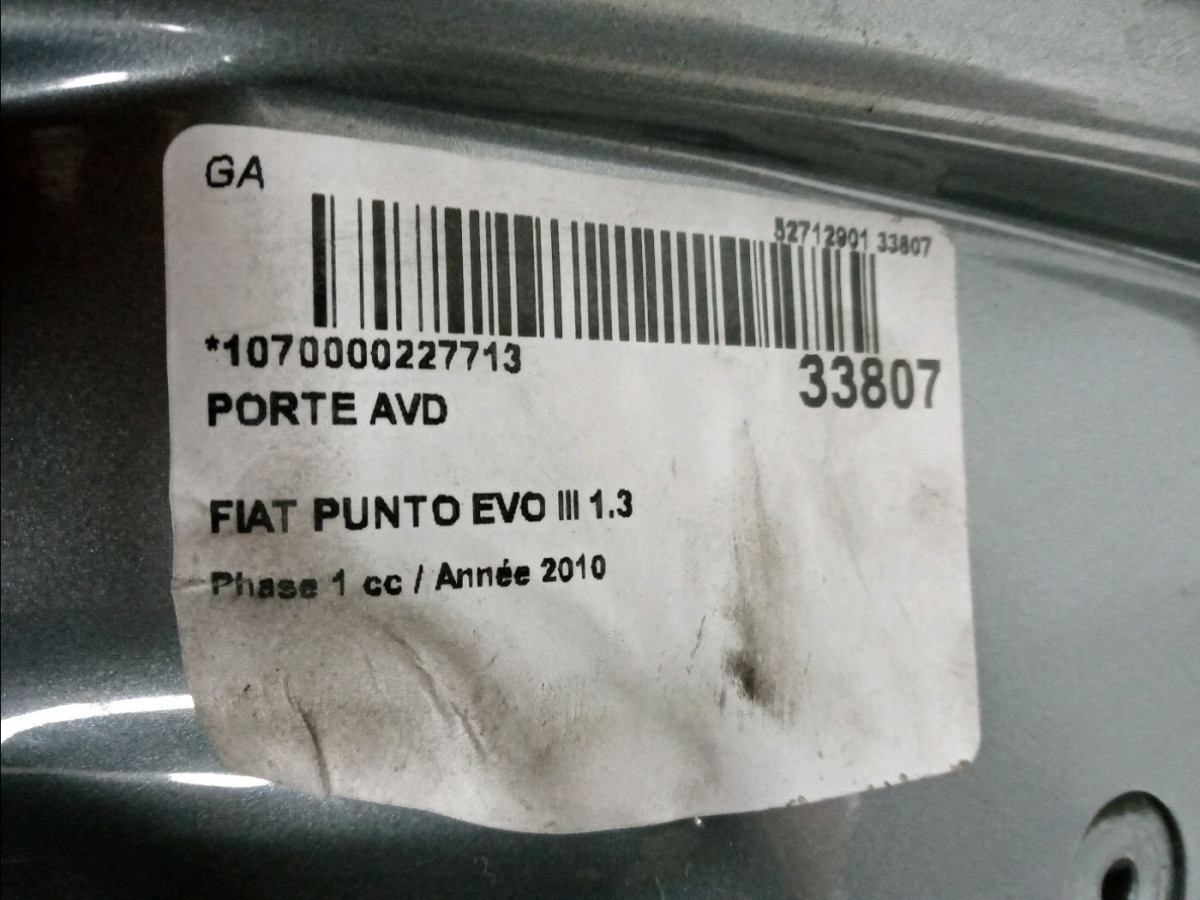 GA
52712901 33807
*1070000227713
33807
PORTE AVD
FIAT PUNTO EVO III 1.3
Phase 1 cc / Année 2010